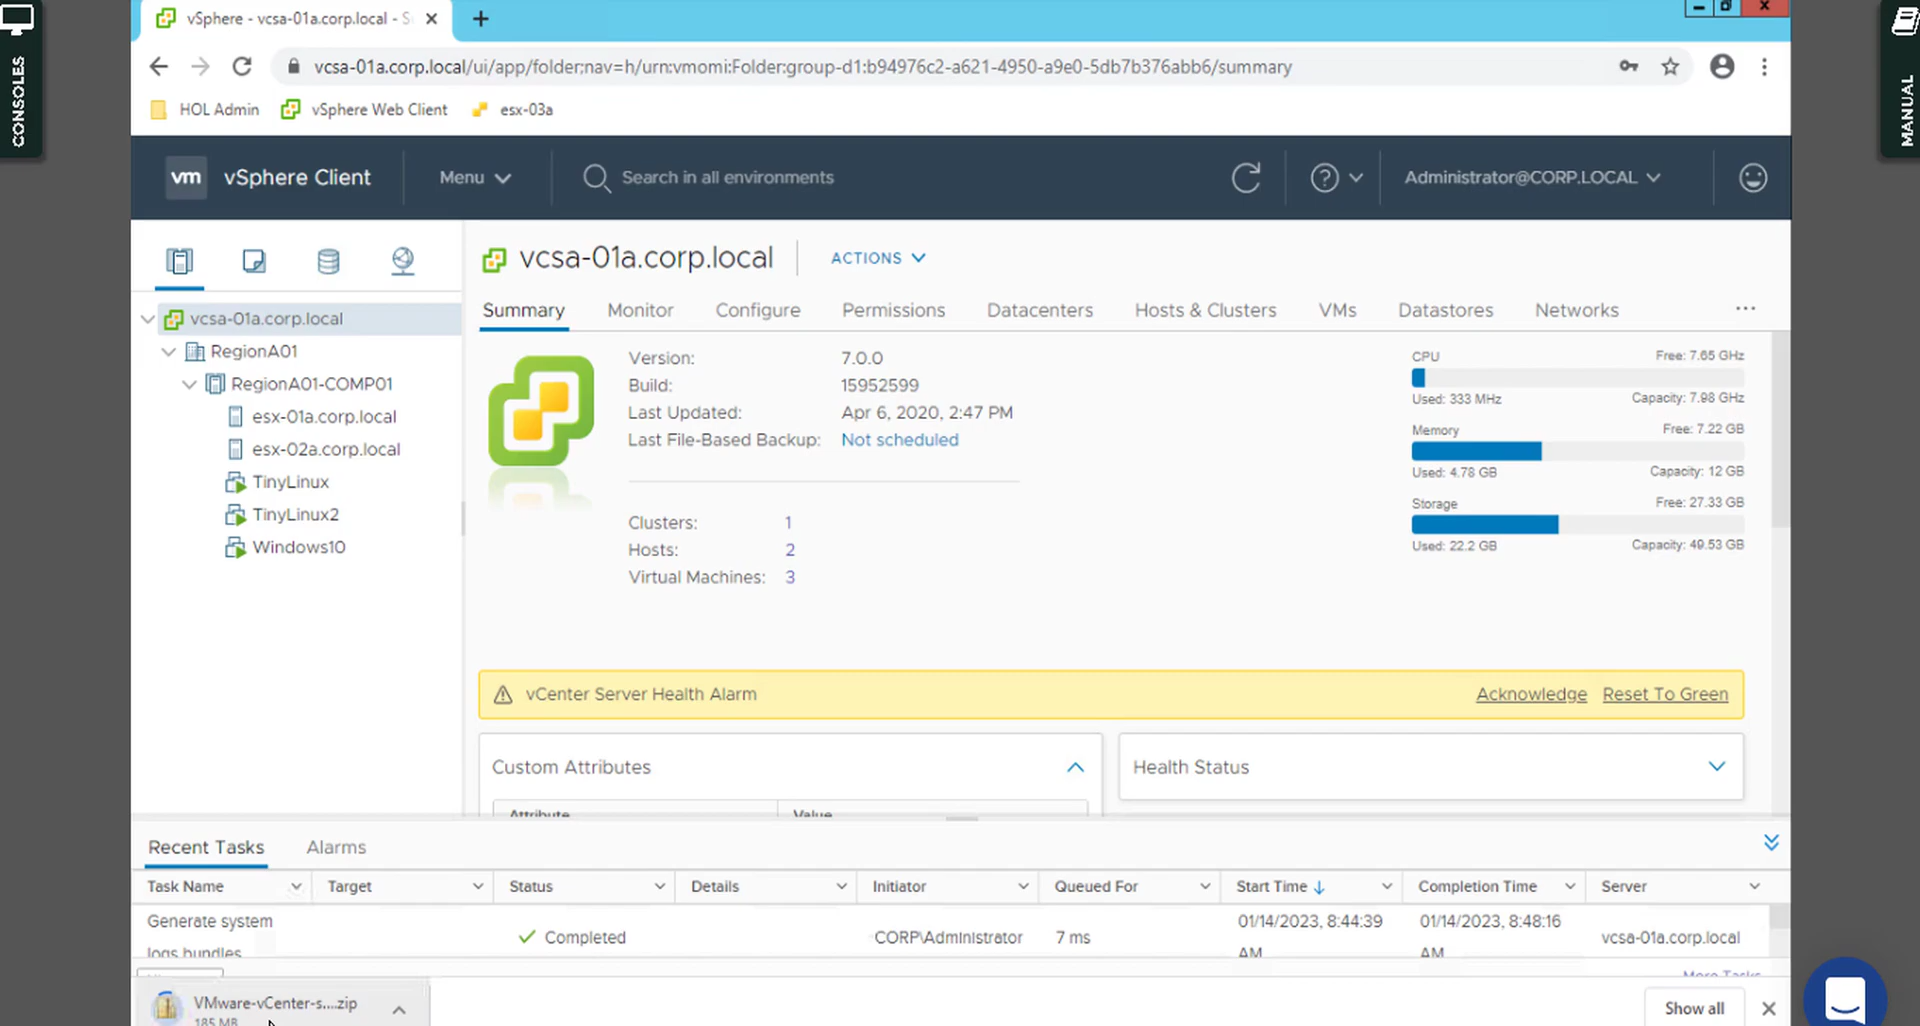 CONSOLES
MANUAL
vSphere - vcsa-01a.corp.local - S
vcsa-01a.corp.local/ui/app/folder;nav=h/urn:vmomi:Folder:group-d1:b94976c2-a621-4950-a9e0-5db7b376abb6/summary
HOL Admin vSphere Web Client esx-03a
vm vSphere Client Menu Search in all environments Administrator@CORP.LOCAL
vcsa-01a.corp.local
RegionA01
RegionA01-COMP01
esx-01a.corp.local
esx-02a.corp.local
TinyLinux
TinyLinux2
Windows10
vcsa-01a.corp.local ACTIONS
Summary Monitor Configure Permissions Datacenters Hosts & Clusters VMs Datastores Networks ...
Version: 7.0.0
Build: 15952599
Last Updated: Apr 6, 2020, 2:47 PM
Last File-Based Backup: Not scheduled
Clusters: 1
Hosts: 2
Virtual Machines: 3
CPU Free: 7.65 GHz
Used: 333 MHz Capacity: 7.98 GHz
Memory Free: 7.22 GB
Used: 4.78 GB Capacity: 12 GB
Storage Free: 27.33 GB
Used: 22.2 GB Capacity: 49.53 GB
vCenter Server Health Alarm Acknowledge Reset To Green
Custom Attributes
Attribute Value
Health Status
Recent Tasks Alarms
Task Name Target Status Details Initiator Queued For Start Time Completion Time Server
Generate system logs bundles Completed CORP\Administrator 7 ms 01/14/2023, 8:44:39 AM 01/14/2023, 8:48:16 AM vcsa-01a.corp.local
More Tasks
VMware-vCenter-s....zip
185 MB
Show all